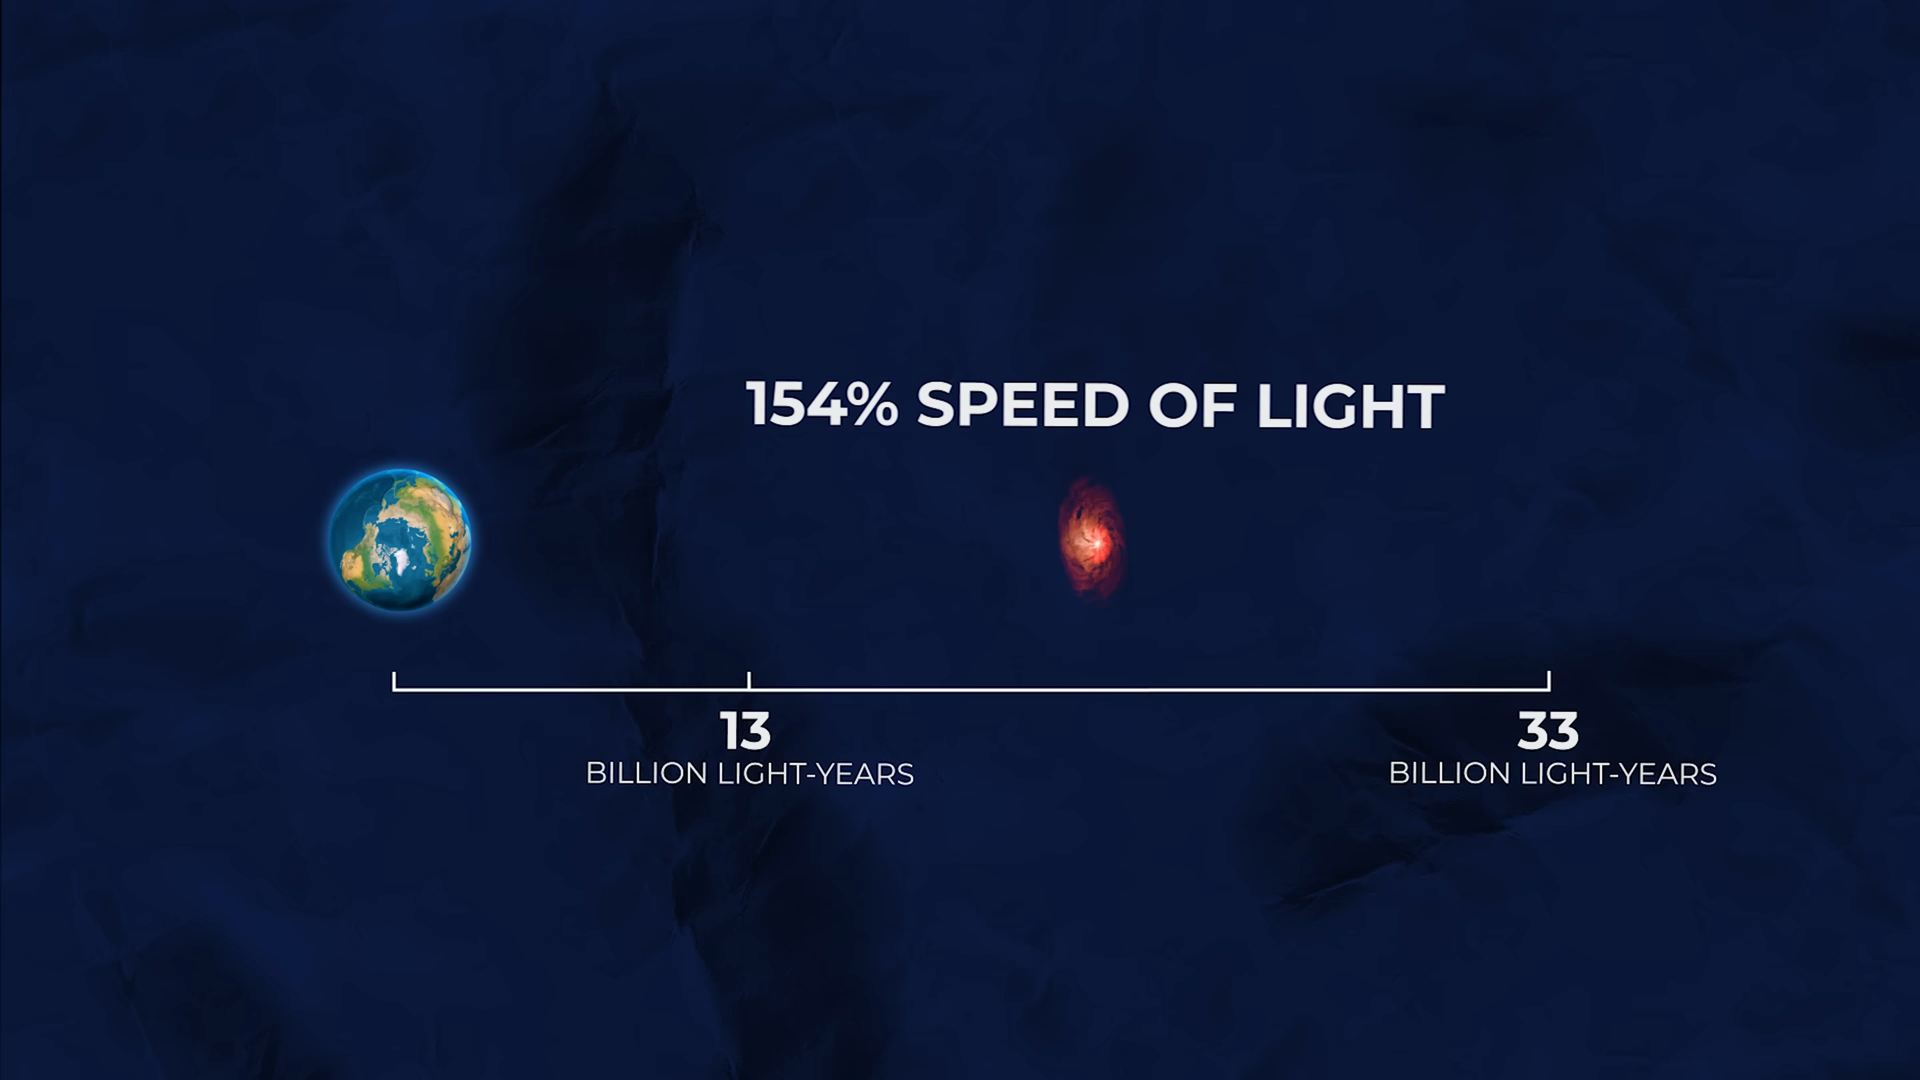 154% SPEED OF LIGHT
13
BILLION LIGHT-YEARS
33
BILLION LIGHT-YEARS